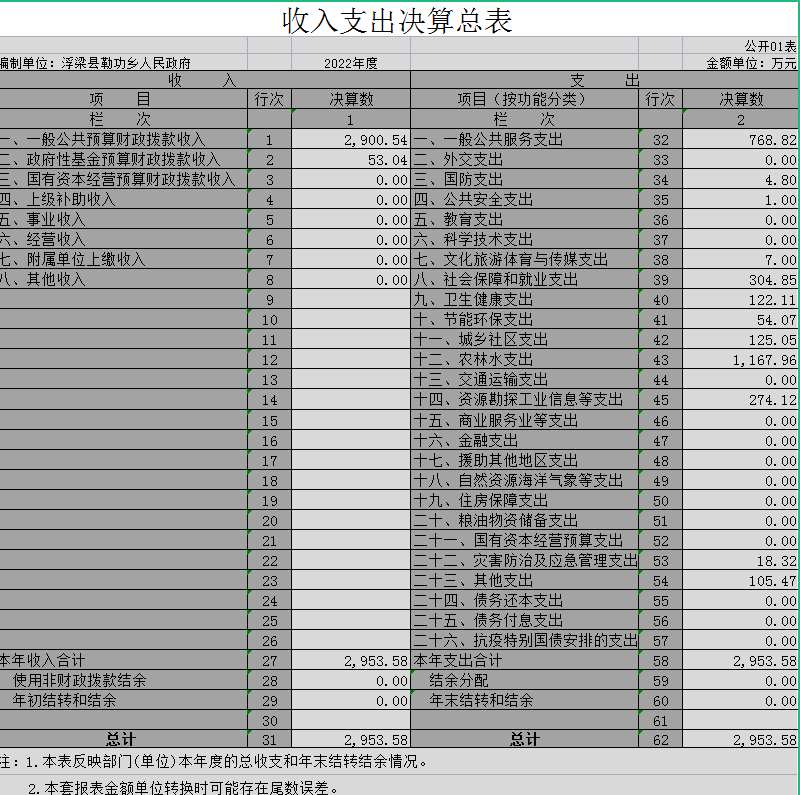 收入支出决算总表
公开01表
编制单位：浮梁县勒功乡人民政府 2022年度 金额单位：万元
收 入 支 出
项 目 行次 决算数 项目（按功能分类） 行次 决算数
栏 次 1 栏 次 2
一、一般公共预算财政拨款收入 1 2,900.54 一、一般公共服务支出 32 768.82
二、政府性基金预算财政拨款收入 2 53.04 二、外交支出 33 0.00
三、国有资本经营预算财政拨款收入 3 0.00 三、国防支出 34 4.80
四、上级补助收入 4 0.00 四、公共安全支出 35 1.00
五、事业收入 5 0.00 五、教育支出 36 0.00
六、经营收入 6 0.00 六、科学技术支出 37 0.00
七、附属单位上缴收入 7 0.00 七、文化旅游体育与传媒支出 38 7.00
八、其他收入 8 0.00 八、社会保障和就业支出 39 304.85
9 九、卫生健康支出 40 122.11
10 十、节能环保支出 41 54.07
11 十一、城乡社区支出 42 125.05
12 十二、农林水支出 43 1,167.96
13 十三、交通运输支出 44 0.00
14 十四、资源勘探工业信息等支出 45 274.12
15 十五、商业服务业等支出 46 0.00
16 十六、金融支出 47 0.00
17 十七、援助其他地区支出 48 0.00
18 十八、自然资源海洋气象等支出 49 0.00
19 十九、住房保障支出 50 0.00
20 二十、粮油物资储备支出 51 0.00
21 二十一、国有资本经营预算支出 52 0.00
22 二十二、灾害防治及应急管理支出 53 18.32
23 二十三、其他支出 54 105.47
24 二十四、债务还本支出 55 0.00
25 二十五、债务付息支出 56 0.00
26 二十六、抗疫特别国债安排的支出 57 0.00
本年收入合计 27 2,953.58 本年支出合计 58 2,953.58
使用非财政拨款结余 28 0.00 结余分配 59 0.00
年初结转和结余 29 0.00 年末结转和结余 60 0.00
30 61
总计 31 2,953.58 总计 62 2,953.58
注：1.本表反映部门(单位)本年度的总收支和年末结转结余情况。
2.本套报表金额单位转换时可能存在尾数误差。